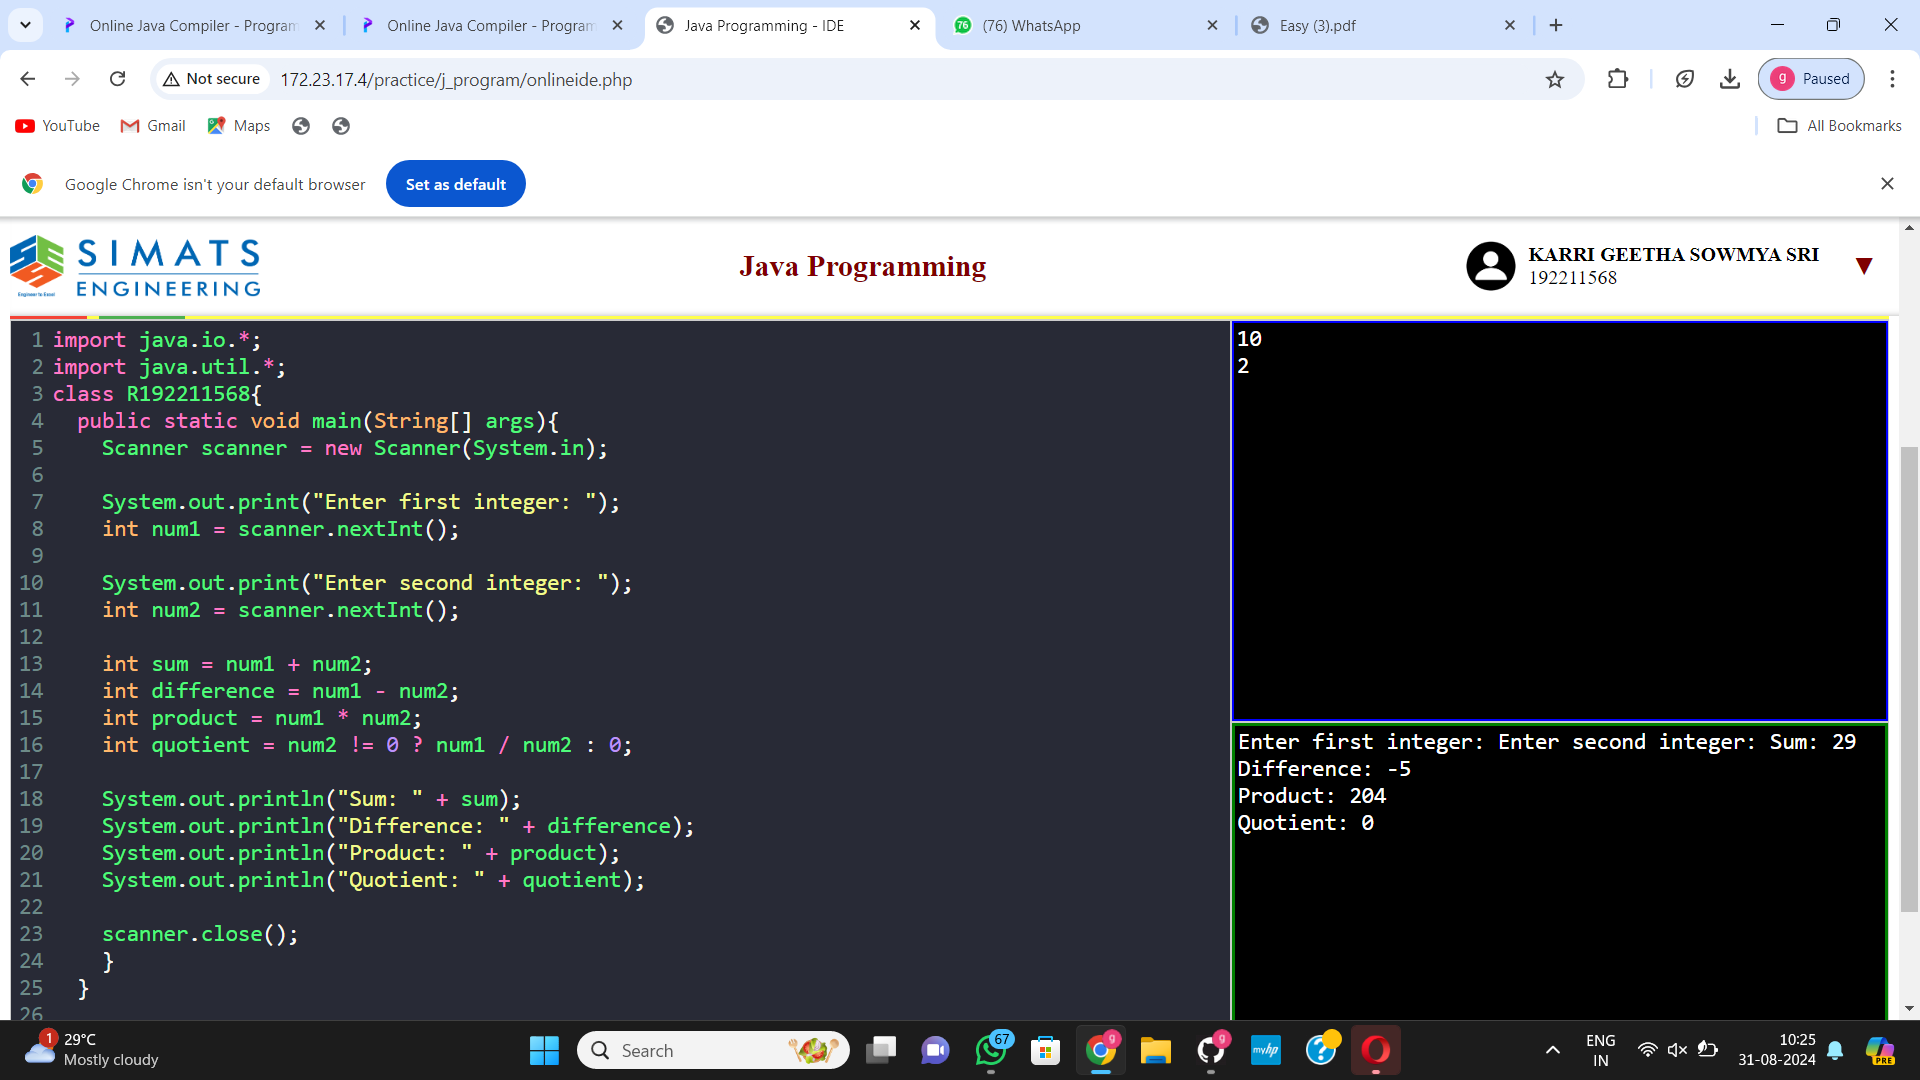 Online Java Compiler - Program
Online Java Compiler - Program
Java Programming - IDE
76
(76) WhatsApp
Easy (3).pdf
Not secure
172.23.17.4/practice/j_program/onlineide.php
g
Paused
YouTube
Gmail
Maps
All Bookmarks
Google Chrome isn't your default browser
Set as default
SIMATS
ENGINEERING
Engineer to Excel
Java Programming
KARRI GEETHA SOWMYA SRI
192211568
1 import java.io.*;
2 import java.util.*;
3 class R192211568{
4 public static void main(String[] args){
5 Scanner scanner = new Scanner(System.in);
6
7 System.out.print("Enter first integer: ");
8 int num1 = scanner.nextInt();
9
10 System.out.print("Enter second integer: ");
11 int num2 = scanner.nextInt();
12
13 int sum = num1 + num2;
14 int difference = num1 - num2;
15 int product = num1 * num2;
16 int quotient = num2 != 0 ? num1 / num2 : 0;
17
18 System.out.println("Sum: " + sum);
19 System.out.println("Difference: " + difference);
20 System.out.println("Product: " + product);
21 System.out.println("Quotient: " + quotient);
22
23 scanner.close();
24 }
25 }
26
10
2
Enter first integer: Enter second integer: Sum: 29
Difference: -5
Product: 204
Quotient: 0
1
29°C
Mostly cloudy
Search
67
g
9
myhp
ENG
IN
10:25
31-08-2024
PRE